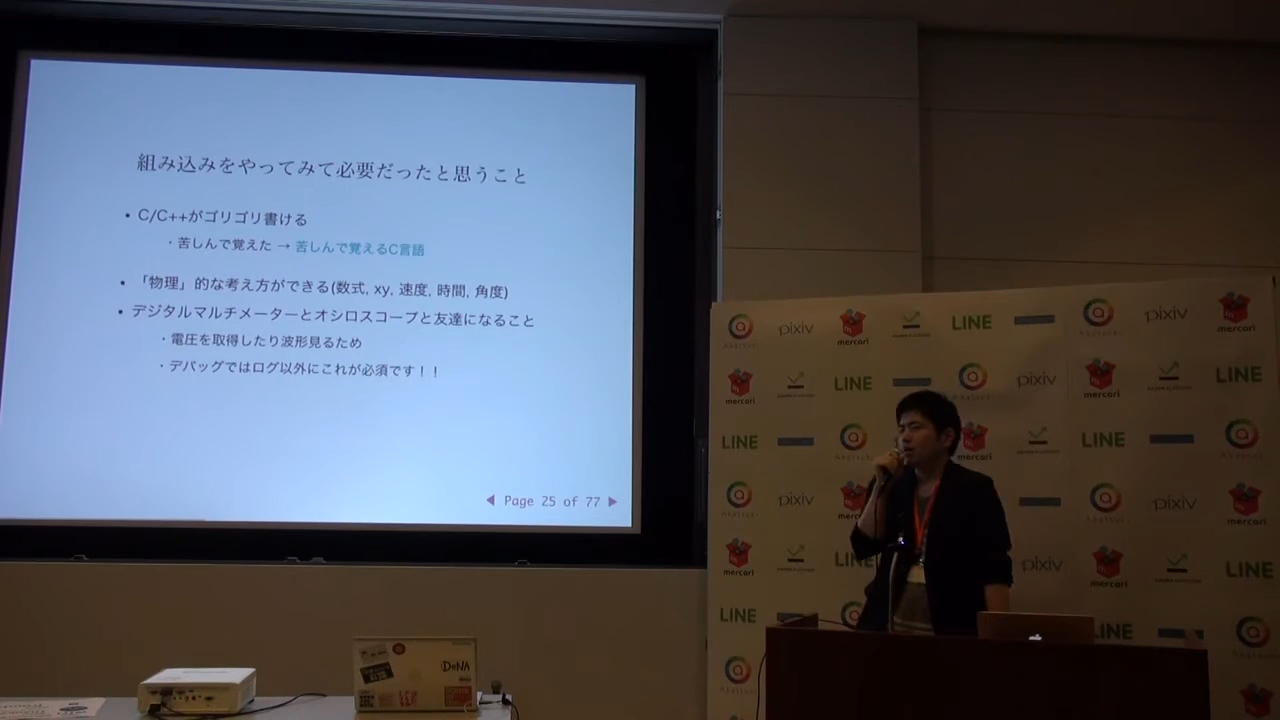 組み込みをやってみて必要だったと思うこと
• C/C++がゴリゴリ書ける
・苦しんで覚えた → 苦しんで覚えるC言語
• 「物理」的な考え方ができる(数式, xy, 速度, 時間, 角度)
• デジタルマルチメーターとオシロスコープと友達になること
・電圧を取得したり波形見るため
・デバッグではログ以外にこれが必須です！！
◀ Page 25 of 77 ▶
pixiv mercari LINE pixiv
mercari LINE pixiv mercari LINE
LINE mercari LINE
pixiv pixiv mercari
mercari pixiv mercari LINE
LINE
LINE
DeNA